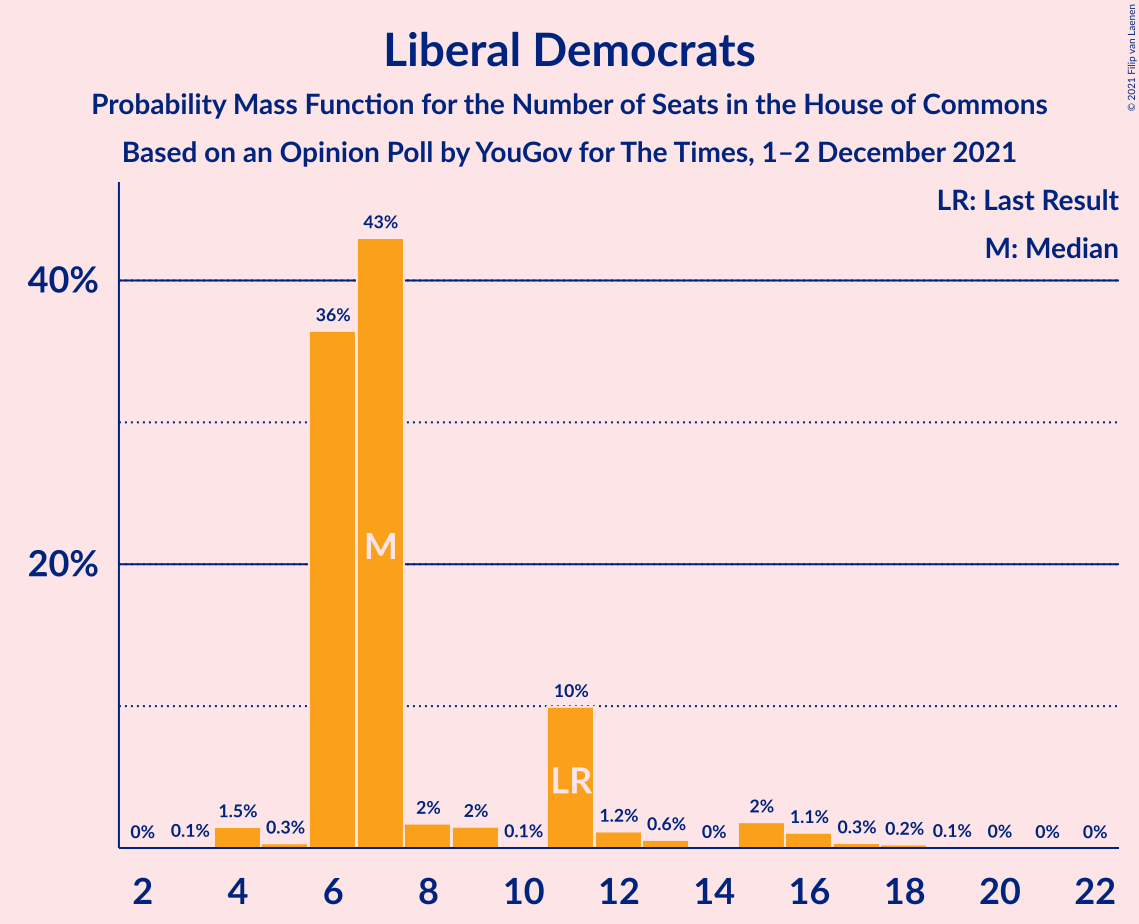 Liberal Democrats
Probability Mass Function for the Number of Seats in the House of Commons
Based on an Opinion Poll by YouGov for The Times, 1–2 December 2021
© 2021 Filip van Laenen
LR: Last Result
M: Median
40%
20%
0%
0.1%
1.5%
0.3%
36%
43%
2%
2%
0.1%
10%
1.2%
0.6%
0%
2%
1.1%
0.3%
0.2%
0.1%
0%
0%
0%
M
LR
2 4 6 8 10 12 14 16 18 20 22